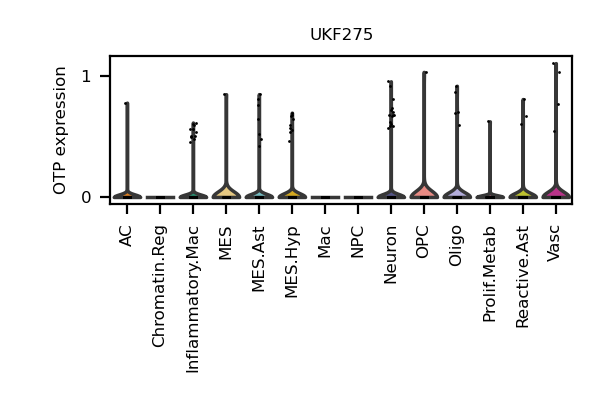 UKF275
OTP expression
1
0
AC
Chromatin.Reg
Inflammatory.Mac
MES
MES.Ast
MES.Hyp
Mac
NPC
Neuron
OPC
Oligo
Prolif.Metab
Reactive.Ast
Vasc